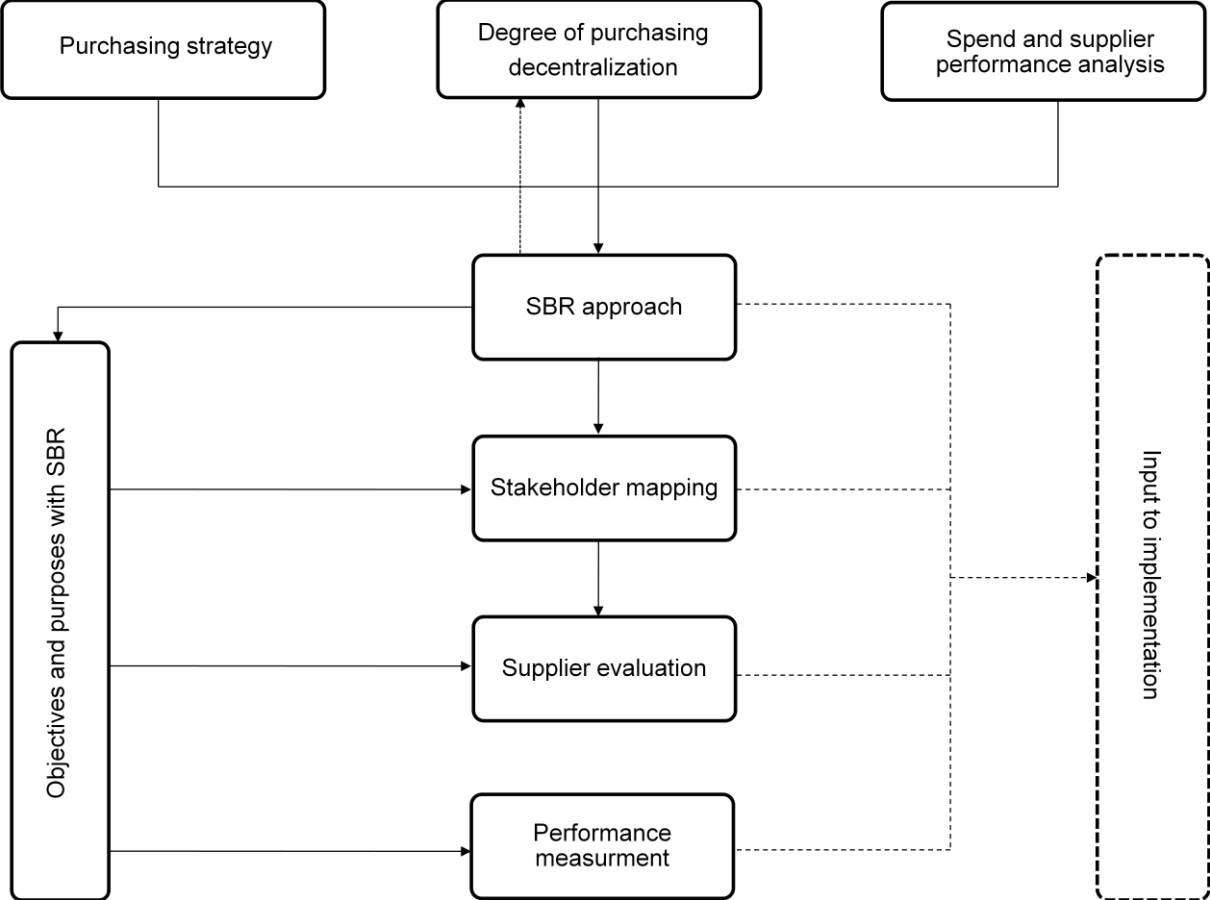 Purchasing strategy
Degree of purchasing
decentralization
Spend and supplier
performance analysis
SBR approach
Objectives and purposes with SBR
Stakeholder mapping
Input to implementation
Supplier evaluation
Performance
measurment